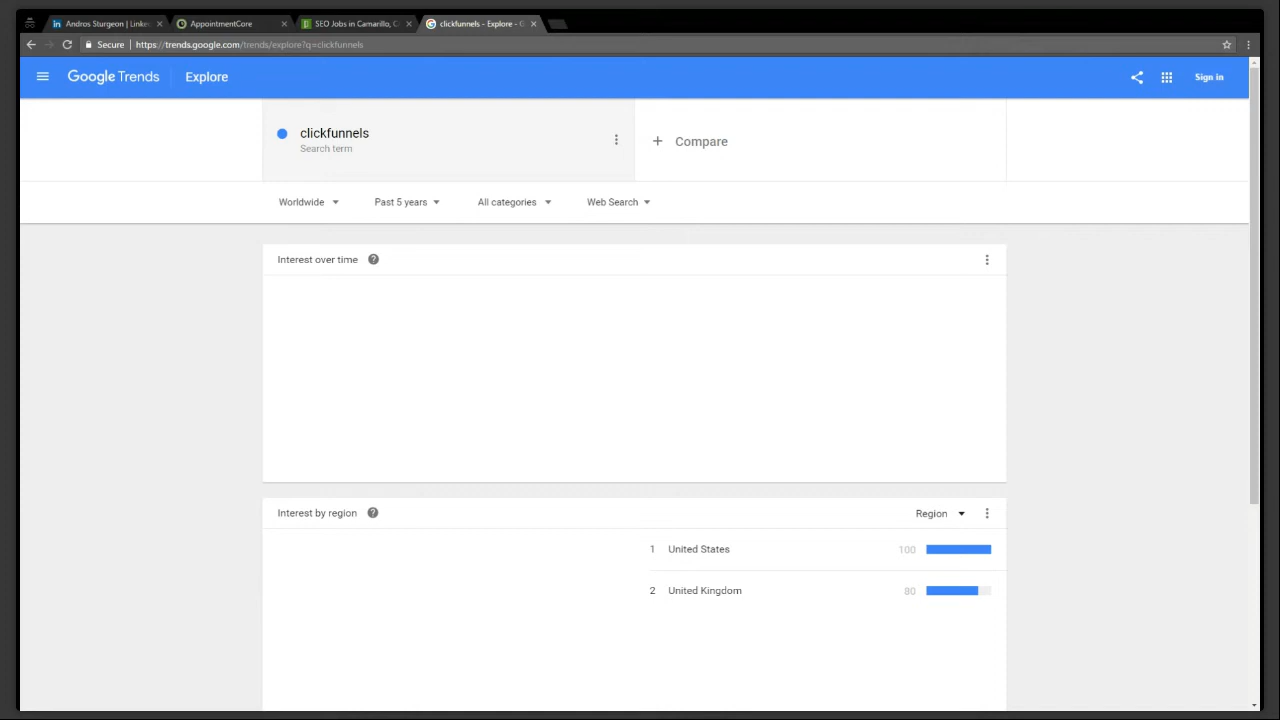 Andros Sturgeon | Linke
AppointmentCore
SEO Jobs in Camarillo, C
clickfunnels - Explore - G
Secure
https://trends.google.com/trends/explore?q=clickfunnels
Google Trends
Explore
Sign in
clickfunnels
Search term
+ Compare
Worldwide
Past 5 years
All categories
Web Search
Interest over time
Interest by region
Region
1 United States 100
2 United Kingdom 80